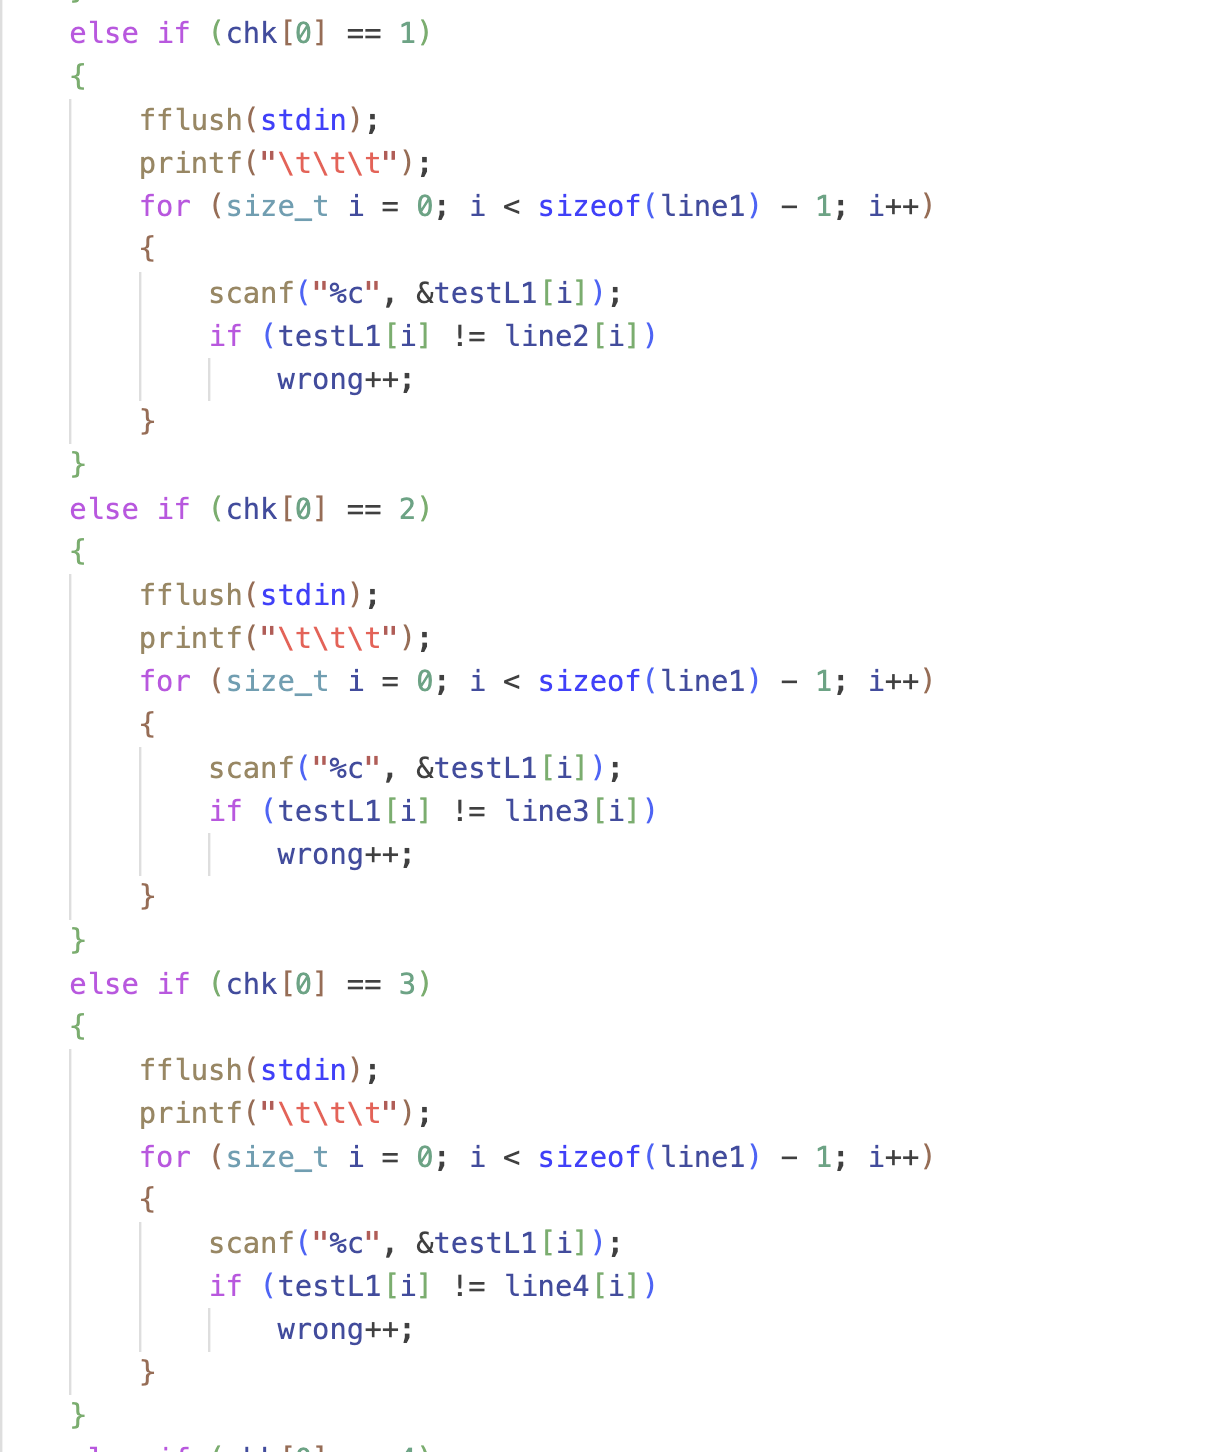 else if (chk[0] == 1)
{
fflush(stdin);
printf("\t\t\t");
for (size_t i = 0; i < sizeof(line1) - 1; i++)
{
scanf("%c", &testL1[i]);
if (testL1[i] != line2[i])
wrong++;
}
}
else if (chk[0] == 2)
{
fflush(stdin);
printf("\t\t\t");
for (size_t i = 0; i < sizeof(line1) - 1; i++)
{
scanf("%c", &testL1[i]);
if (testL1[i] != line3[i])
wrong++;
}
}
else if (chk[0] == 3)
{
fflush(stdin);
printf("\t\t\t");
for (size_t i = 0; i < sizeof(line1) - 1; i++)
{
scanf("%c", &testL1[i]);
if (testL1[i] != line4[i])
wrong++;
}
}